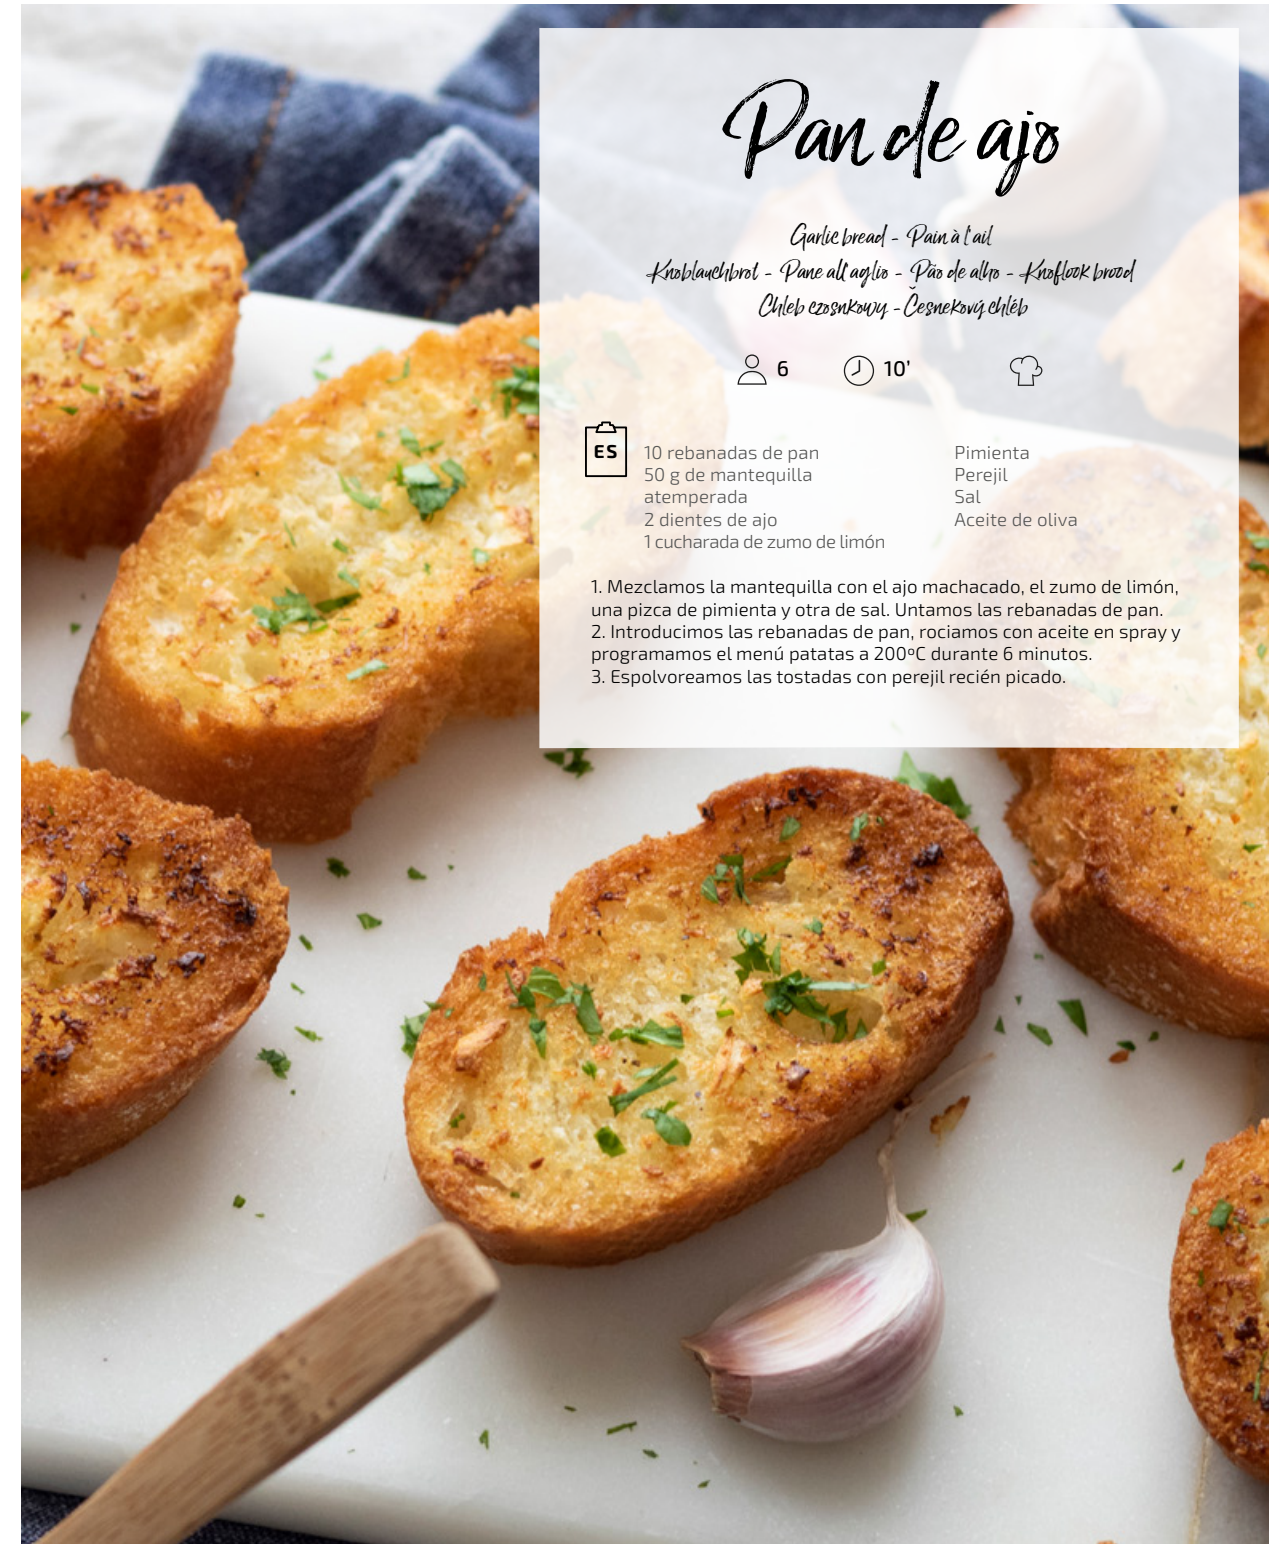 Pan de ajo
Garlic bread - Pain à l'ail
Knoblauchbrot - Pane all'aglio - Pão de alho - Knoflook brood
Chleb czosnkowy - Česnekový chléb
6 10'
ES
10 rebanadas de pan
50 g de mantequilla
atemperada
2 dientes de ajo
1 cucharada de zumo de limón
Pimienta
Perejil
Sal
Aceite de oliva
1. Mezclamos la mantequilla con el ajo machacado, el zumo de limón,
una pizca de pimienta y otra de sal. Untamos las rebanadas de pan.
2. Introducimos las rebanadas de pan, rociamos con aceite en spray y
programamos el menú patatas a 200ºC durante 6 minutos.
3. Espolvoreamos las tostadas con perejil recién picado.